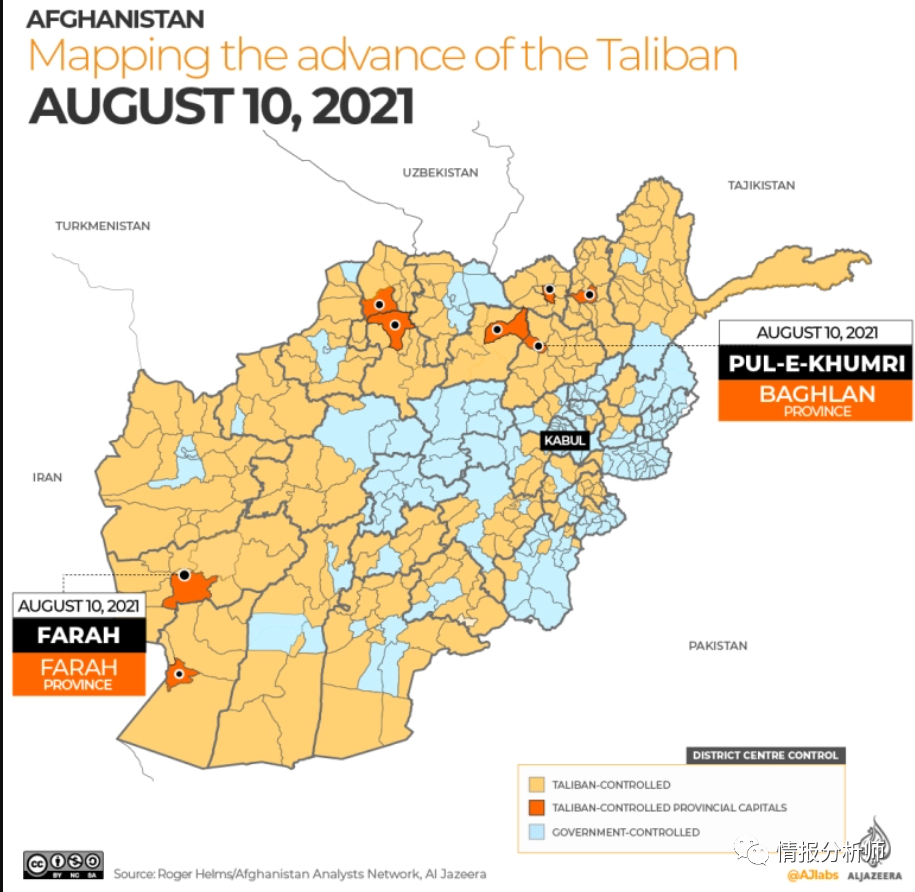 AFGHANISTAN
Mapping the advance of the Taliban
AUGUST 10, 2021
UZBEKISTAN
TAJIKISTAN
TURKMENISTAN
AUGUST 10, 2021
PUL-E-KHUMRI
BAGHLAN
PROVINCE
KABUL
IRAN
AUGUST 10, 2021
FARAH
FARAH
PROVINCE
PAKISTAN
DISTRICT CENTRE CONTROL
TALIBAN-CONTROLLED
TALIBAN-CONTROLLED PROVINCIAL CAPITALS
GOVERNMENT-CONTROLLED
情报分析师
cc BY NC SA
Source: Roger Helms/Afghanistan Analysts Network, Al Jazeera
@AJlabs
ALJAZEERA